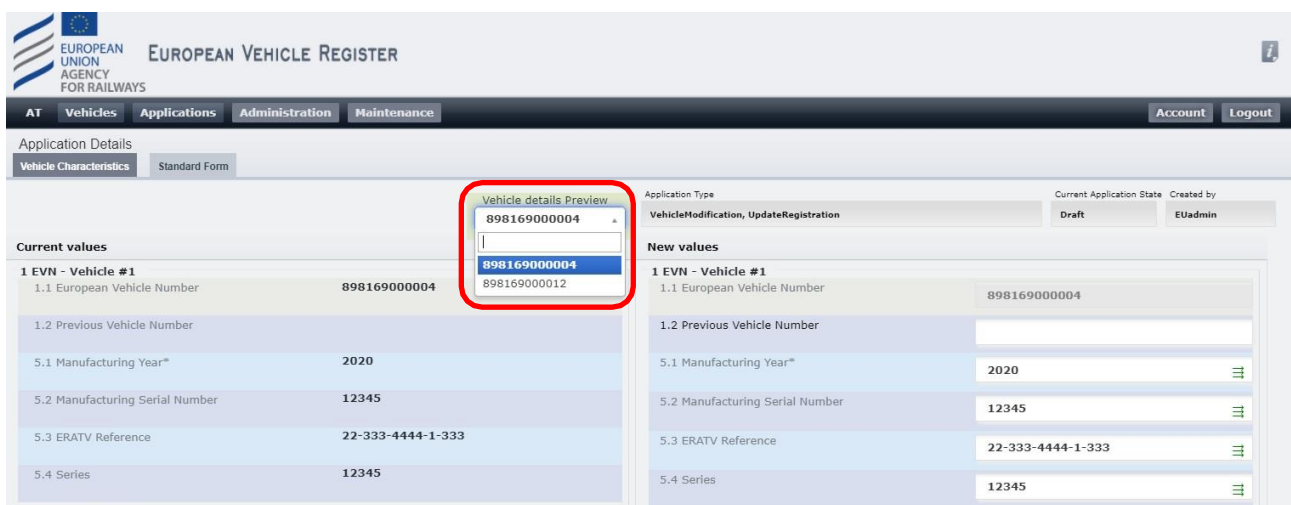 EUROPEAN
UNION
AGENCY
FOR RAILWAYS
EUROPEAN VEHICLE REGISTER
i
AT Vehicles Applications Administration Maintenance Account Logout
Application Details
Vehicle Characteristics Standard Form
Vehicle details Preview
898169000004
898169000004
898169000012
Application Type Current Application State Created by
VehicleModification, UpdateRegistration Draft EUadmin
Current values
1 EVN - Vehicle #1
1.1 European Vehicle Number 898169000004
1.2 Previous Vehicle Number
5.1 Manufacturing Year* 2020
5.2 Manufacturing Serial Number 12345
5.3 ERATV Reference 22-333-4444-1-333
5.4 Series 12345
New values
1 EVN - Vehicle #1
1.1 European Vehicle Number 898169000004
1.2 Previous Vehicle Number
5.1 Manufacturing Year* 2020
5.2 Manufacturing Serial Number 12345
5.3 ERATV Reference 22-333-4444-1-333
5.4 Series 12345